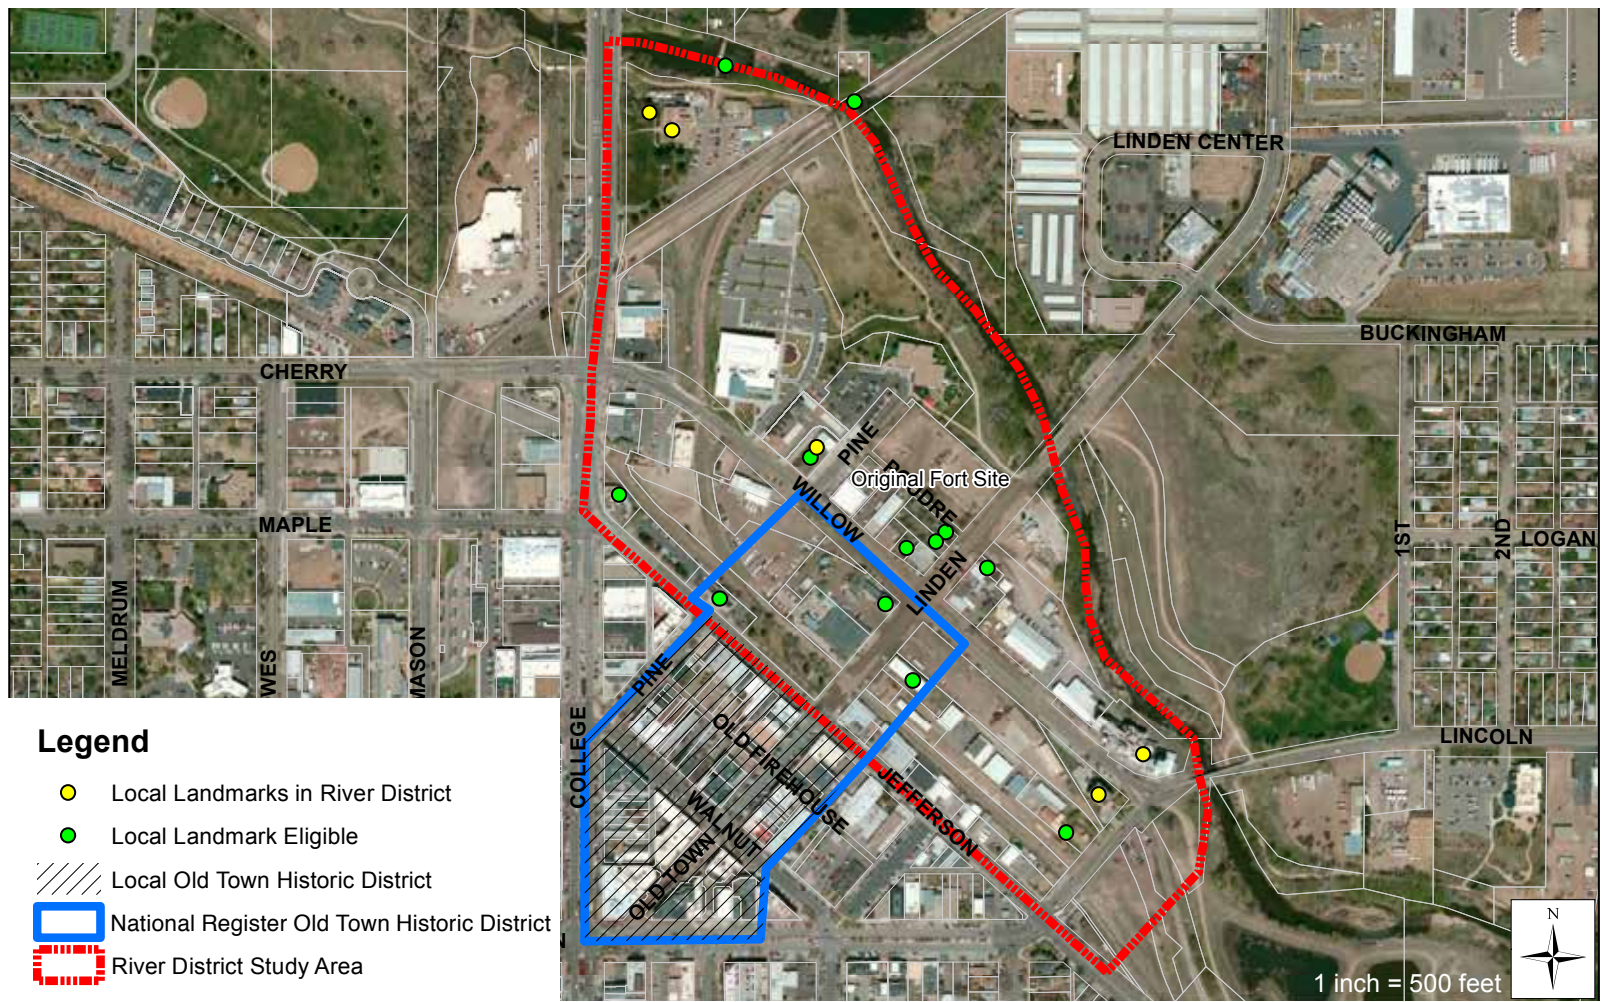 LINDEN CENTER
BUCKINGHAM
CHERRY
PINE
Original Fort Site
POUDRE
WILLOW
MAPLE
1ST
2ND
LOGAN
LINDEN
MELDRUM
WES
MASON
PINE
COLLEGE
OLD FIREHOUSE
LINCOLN
JEFFERSON
WALNUT
OLD TOWN
Legend
Local Landmarks in River District
Local Landmark Eligible
Local Old Town Historic District
National Register Old Town Historic District
River District Study Area
N
1 inch = 500 feet